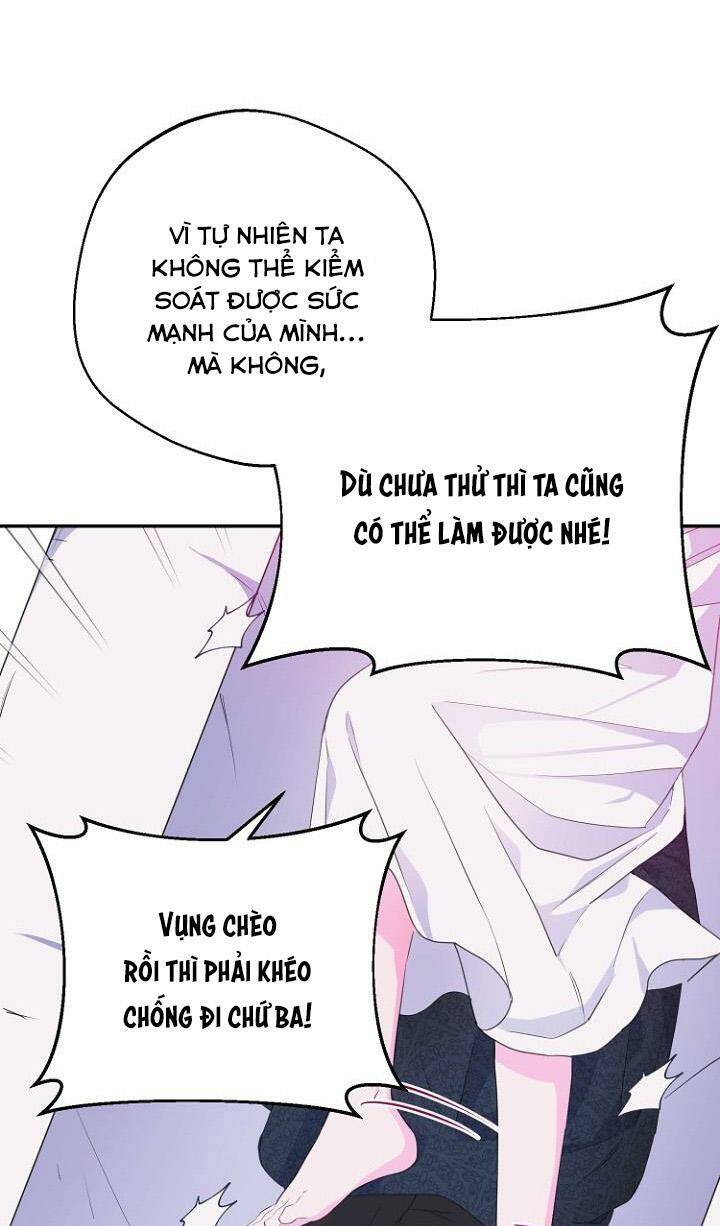 VÌ TỰ NHIÊN TA
KHÔNG THỂ KIỂM
SOÁT ĐƯỢC SỨC
MẠNH CỦA MÌNH...
MÀ KHÔNG,
DÙ CHƯA THỬ THÌ TA CŨNG
CÓ THỂ LÀM ĐƯỢC NHÉ!
VỤNG CHÈO
RỒI THÌ PHẢI KHÉO
CHỐNG ĐI CHỨ BA!